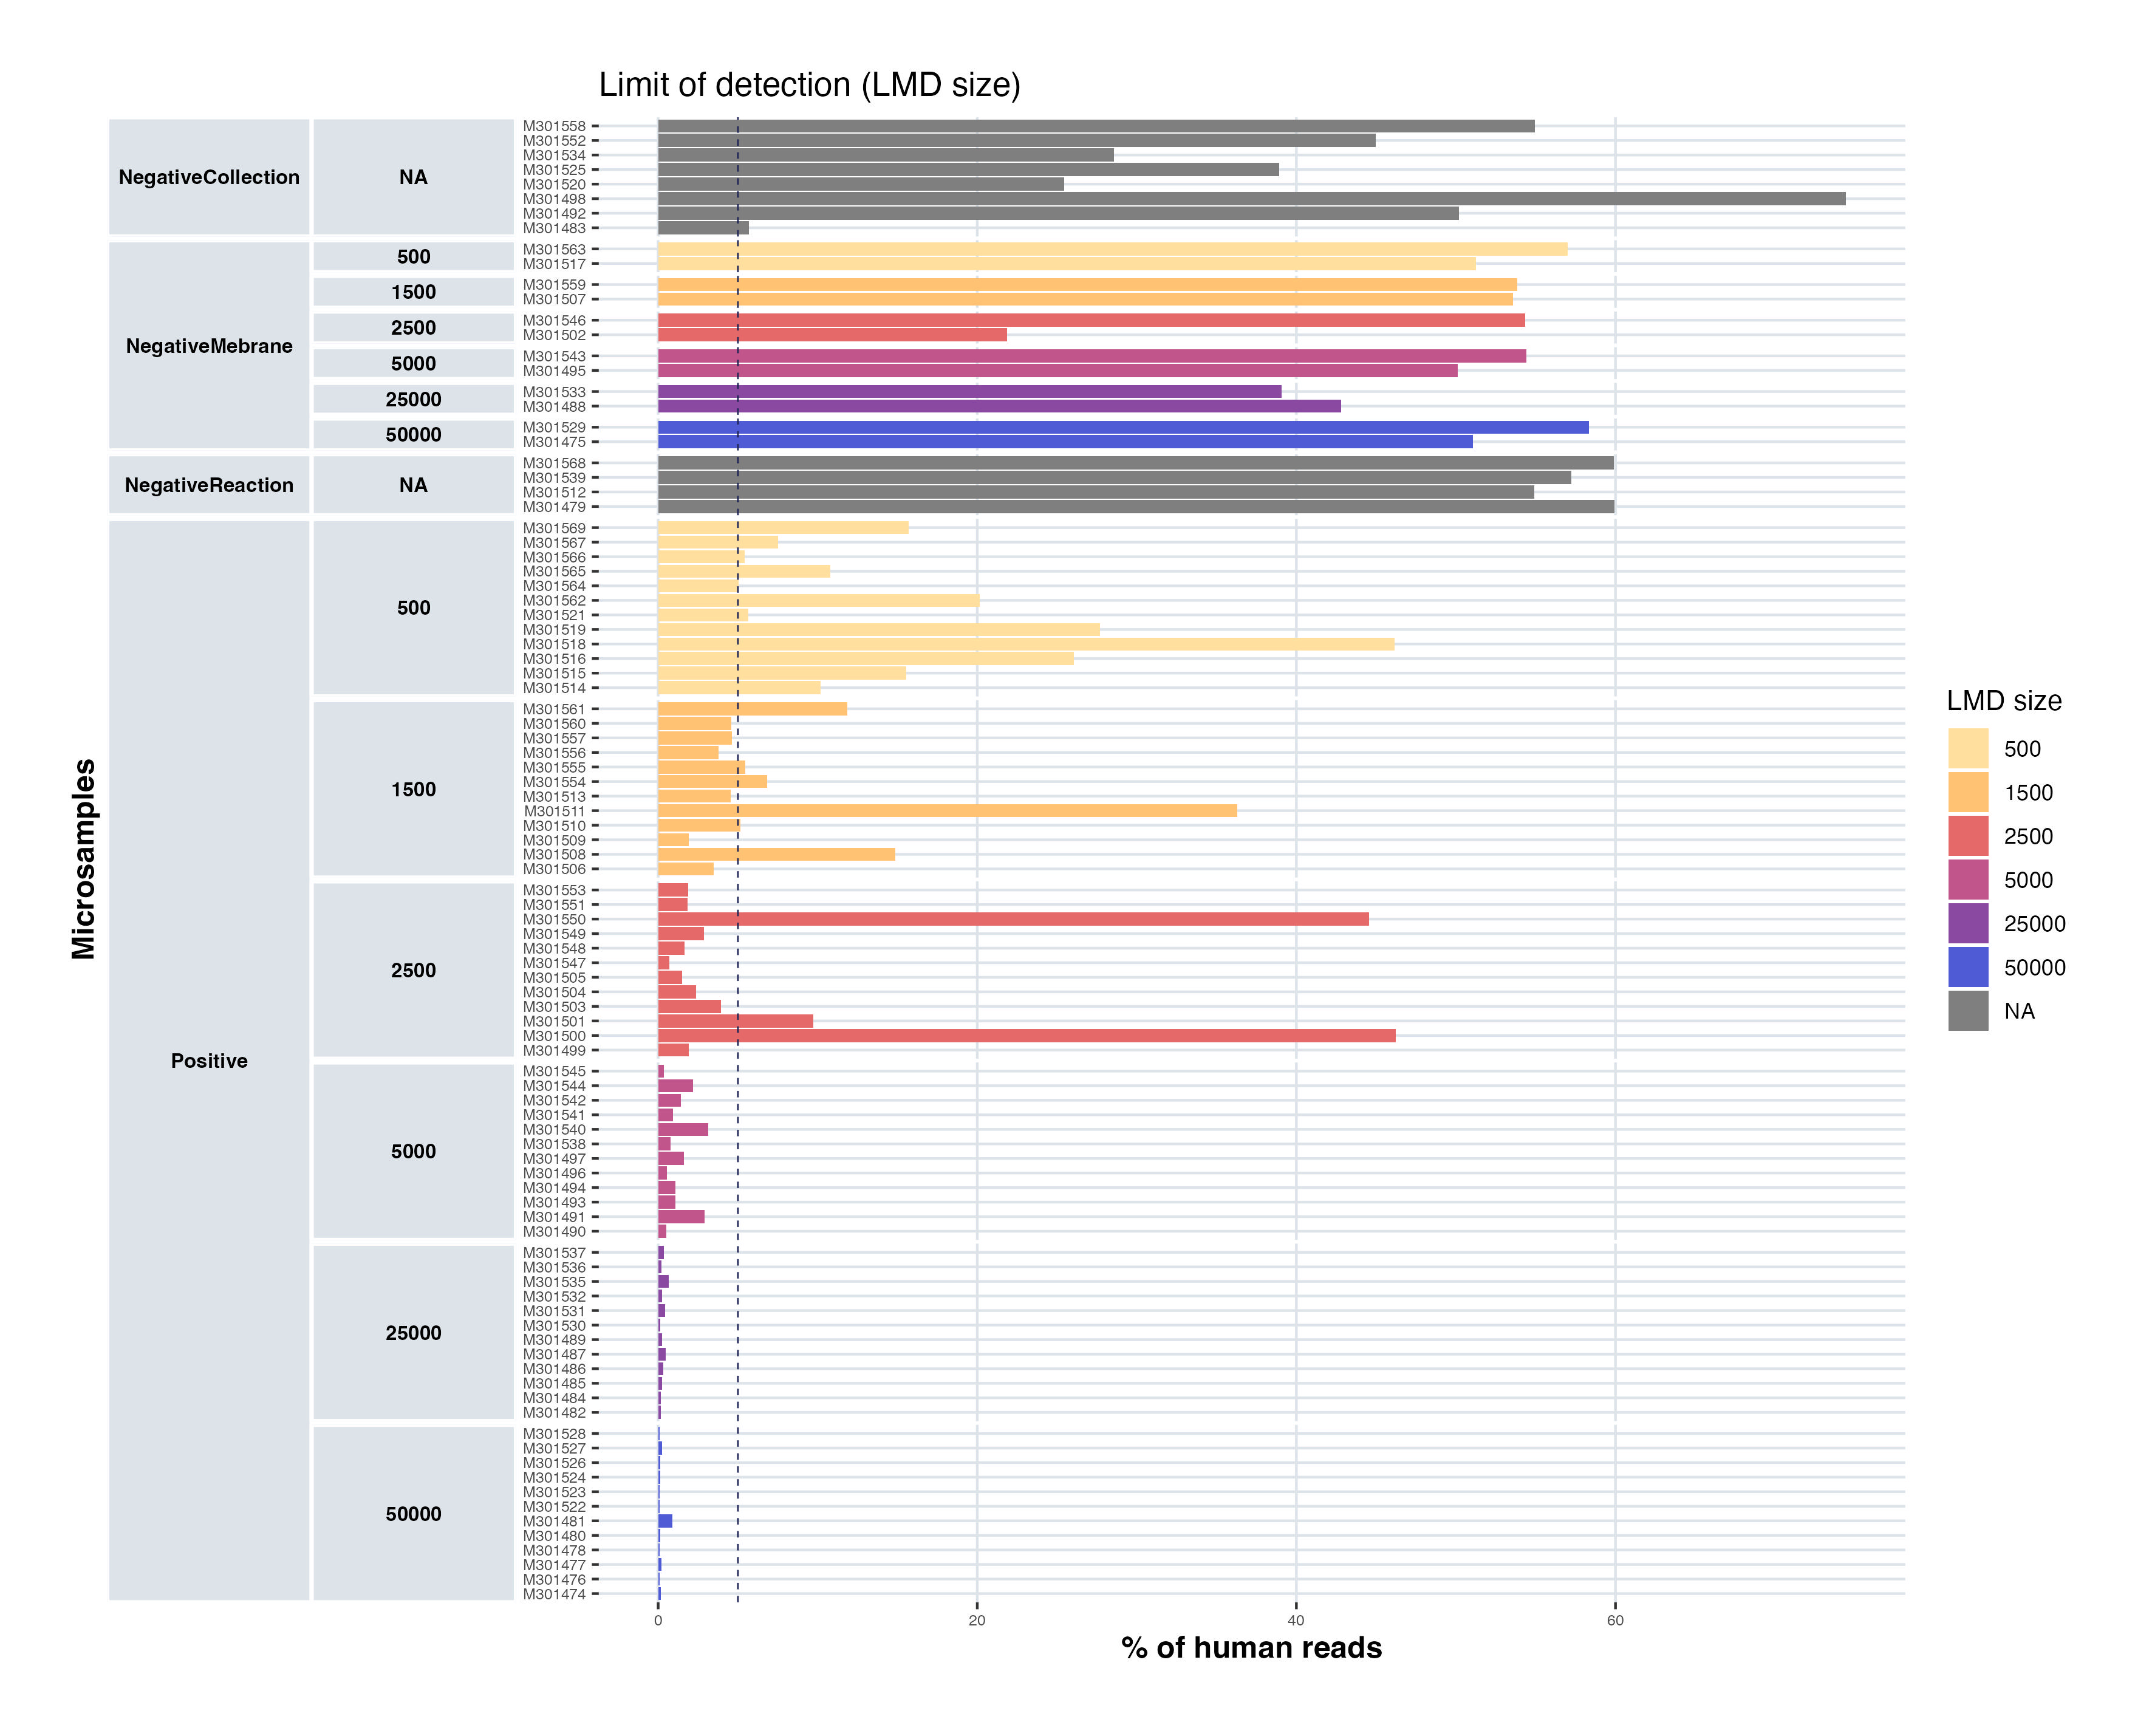 Limit of detection (LMD size)
Microsamples
NegativeCollection
NA
M301558
M301552
M301534
M301525
M301520
M301498
M301492
M301483
NegativeMebrane
500
M301563
M301517
1500
M301559
M301507
2500
M301546
M301502
5000
M301543
M301495
25000
M301533
M301488
50000
M301529
M301475
NegativeReaction
NA
M301568
M301539
M301512
M301479
Positive
500
M301569
M301567
M301566
M301565
M301564
M301562
M301521
M301519
M301518
M301516
M301515
M301514
1500
M301561
M301560
M301557
M301556
M301555
M301554
M301513
M301511
M301510
M301509
M301508
M301506
2500
M301553
M301551
M301550
M301549
M301548
M301547
M301505
M301504
M301503
M301501
M301500
M301499
5000
M301545
M301544
M301542
M301541
M301540
M301538
M301497
M301496
M301494
M301493
M301491
M301490
25000
M301537
M301536
M301535
M301532
M301531
M301530
M301489
M301487
M301486
M301485
M301484
M301482
50000
M301528
M301527
M301526
M301524
M301523
M301522
M301481
M301480
M301478
M301477
M301476
M301474
0 20 40 60
% of human reads
LMD size
500
1500
2500
5000
25000
50000
NA